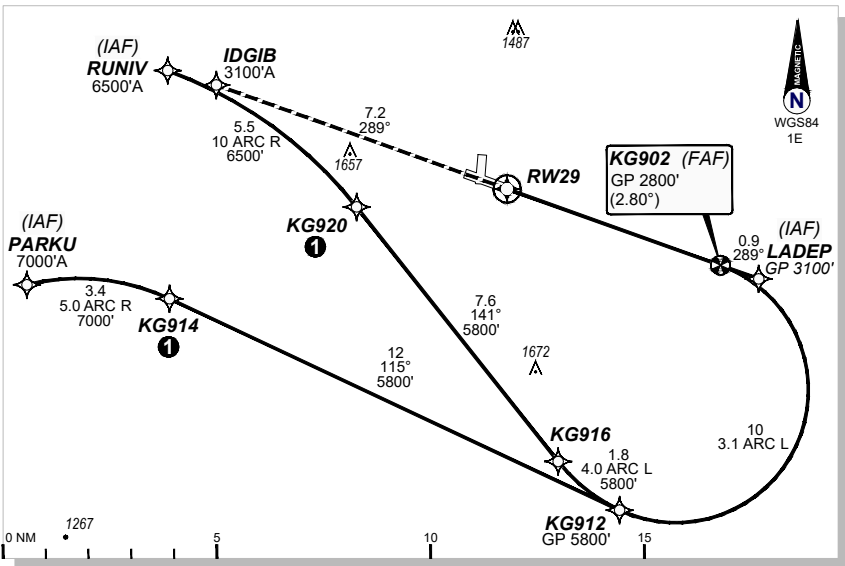 (IAF)
RUNIV
6500'A
IDGIB
3100'A
1487
MAGNETIC
N
WGS84
1E
7.2
289°
5.5
10 ARC R
6500'
1657
RW29
KG902 (FAF)
GP 2800'
(2.80°)
(IAF)
LADEP
GP 3100'
0.9
289°
KG920
1
(IAF)
PARKU
7000'A
3.4
5.0 ARC R
7000'
KG914
1
7.6
141°
5800'
12
115°
5800'
1672
KG916
1.8
4.0 ARC L
5800'
10
3.1 ARC L
KG912
GP 5800'
1267
0 NM
5
10
15